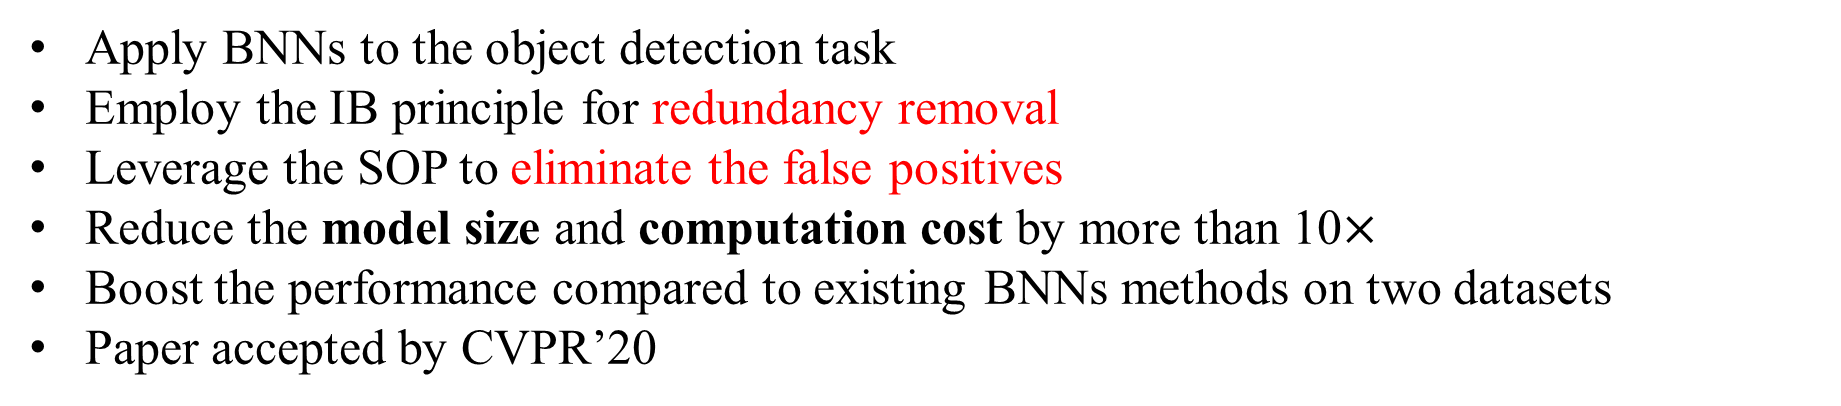 • Apply BNNs to the object detection task
• Employ the IB principle for redundancy removal
• Leverage the SOP to eliminate the false positives
• Reduce the model size and computation cost by more than 10×
• Boost the performance compared to existing BNNs methods on two datasets
• Paper accepted by CVPR’20